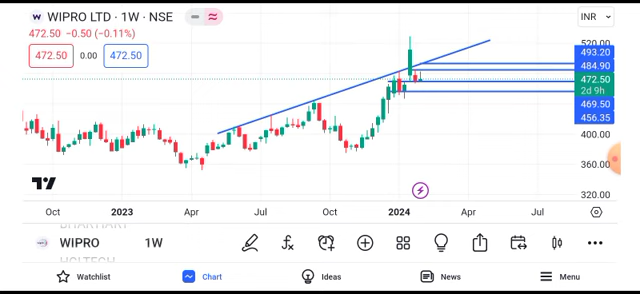 W WIPRO LTD · 1W · NSE
INR
472.50 −0.50 (−0.11%)
472.50 0.00 472.50
520.00
493.20
484.90
472.50
2d 9h
469.50
456.35
400.00
360.00
320.00
Oct 2023 Apr Jul Oct 2024 Apr Jul
WIPRO 1W
HCLTECH
Watchlist Chart Ideas News Menu